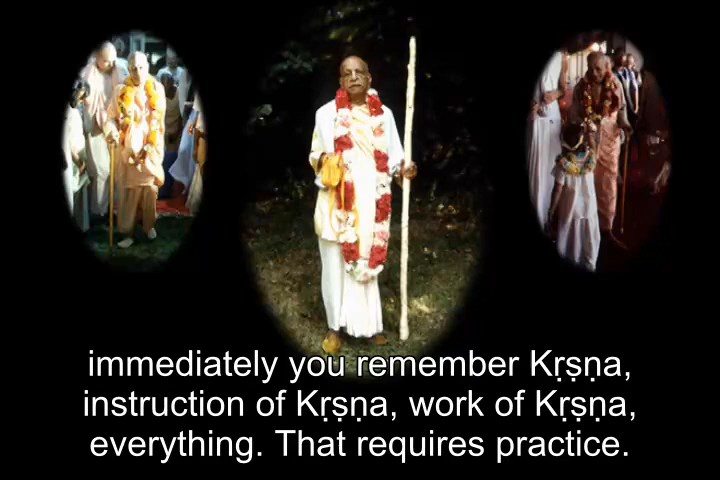 immediately you remember Kṛṣṇa,
instruction of Kṛṣṇa, work of Kṛṣṇa,
everything. That requires practice.